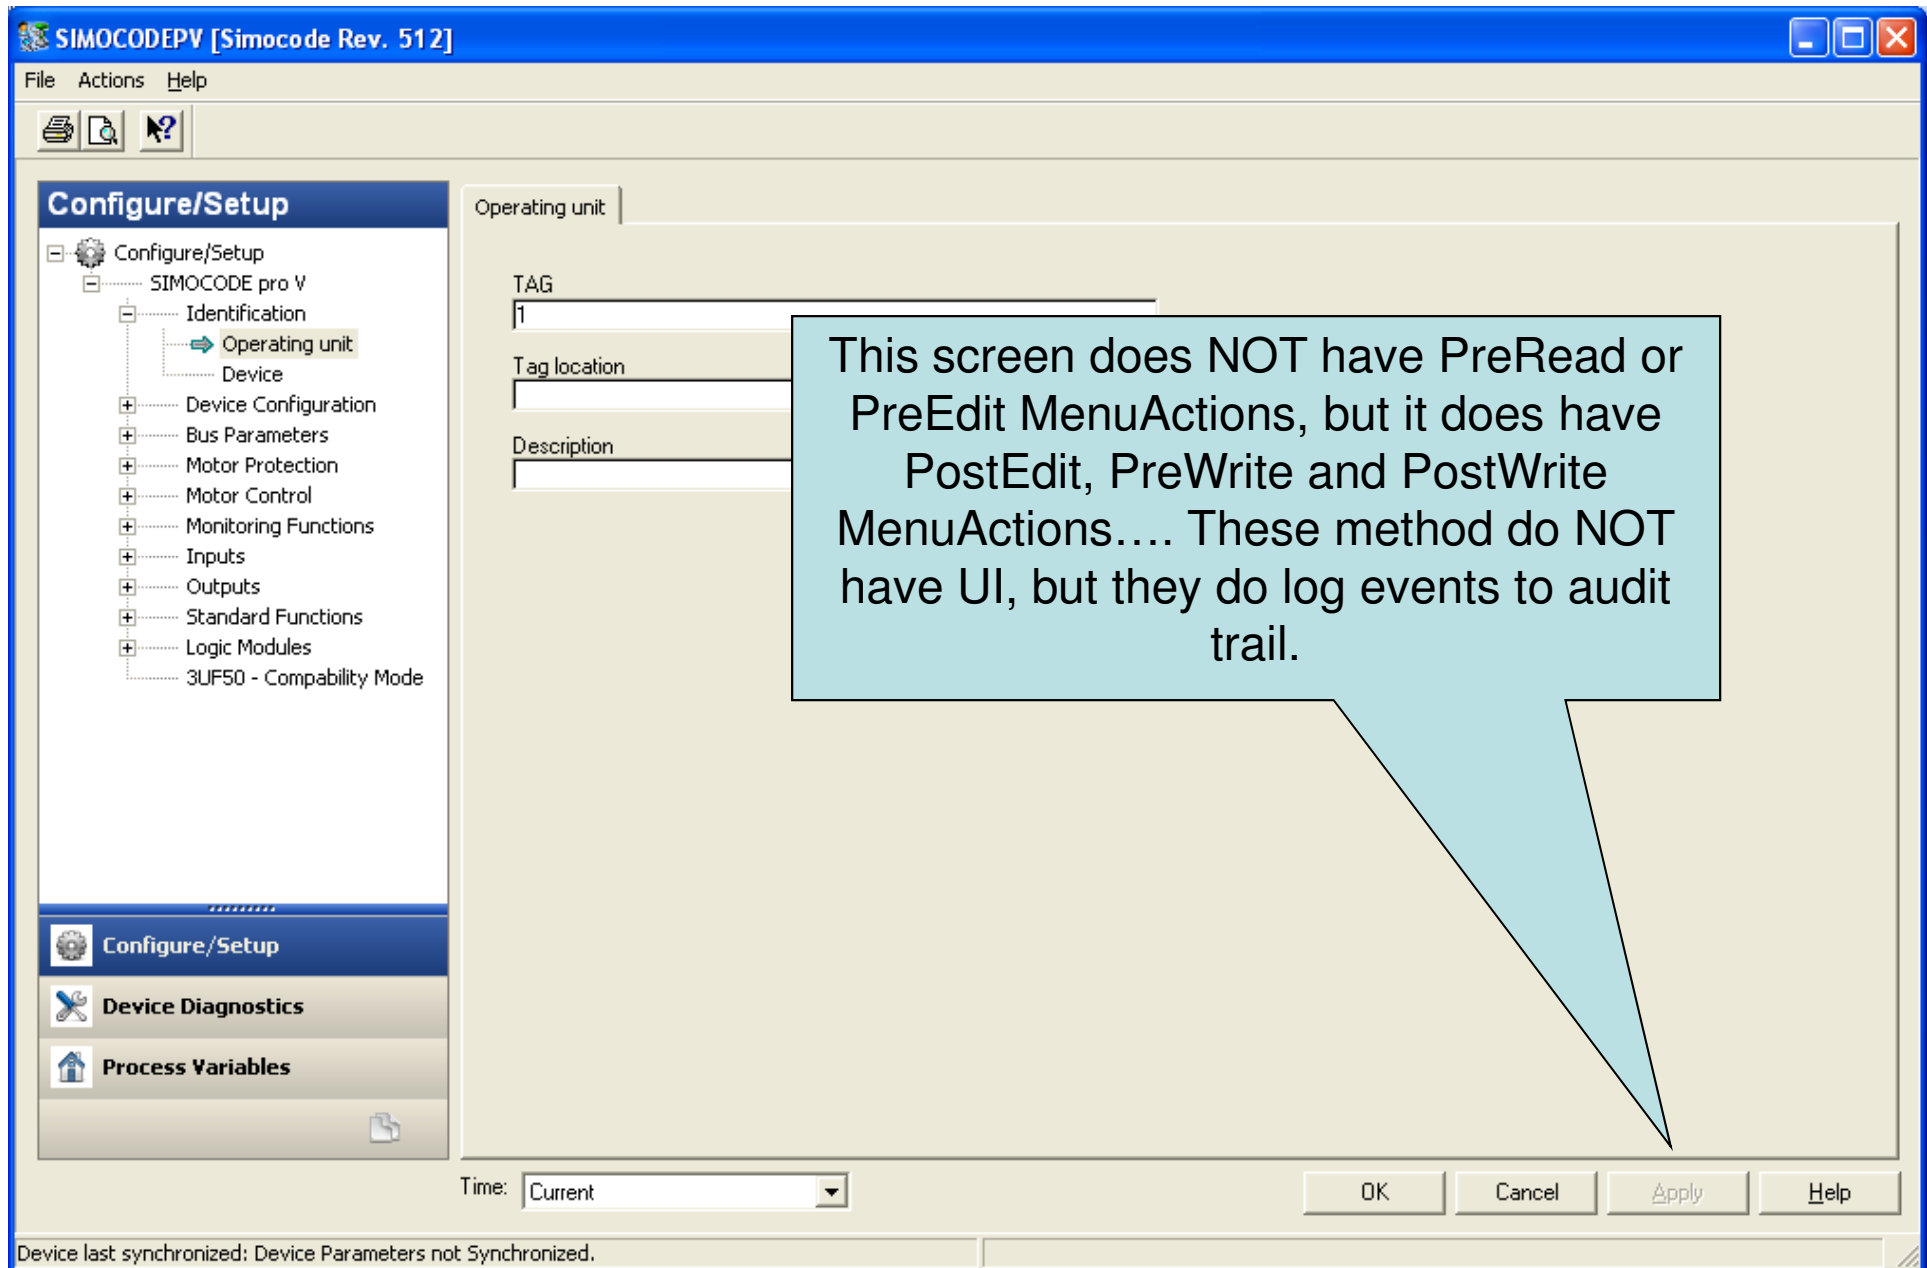 SIMOCODEPV [Simocode Rev. 512]
File Actions Help
Configure/Setup
Configure/Setup
SIMOCODE pro V
Identification
Operating unit
Device
Device Configuration
Bus Parameters
Motor Protection
Motor Control
Monitoring Functions
Inputs
Outputs
Standard Functions
Logic Modules
3UF50 - Compability Mode
Configure/Setup
Device Diagnostics
Process Variables
Operating unit
TAG
1
Tag location
Description
This screen does NOT have PreRead or
PreEdit MenuActions, but it does have
PostEdit, PreWrite and PostWrite
MenuActions…. These method do NOT
have UI, but they do log events to audit
trail.
Time: Current
OK Cancel Apply Help
Device last synchronized: Device Parameters not Synchronized.